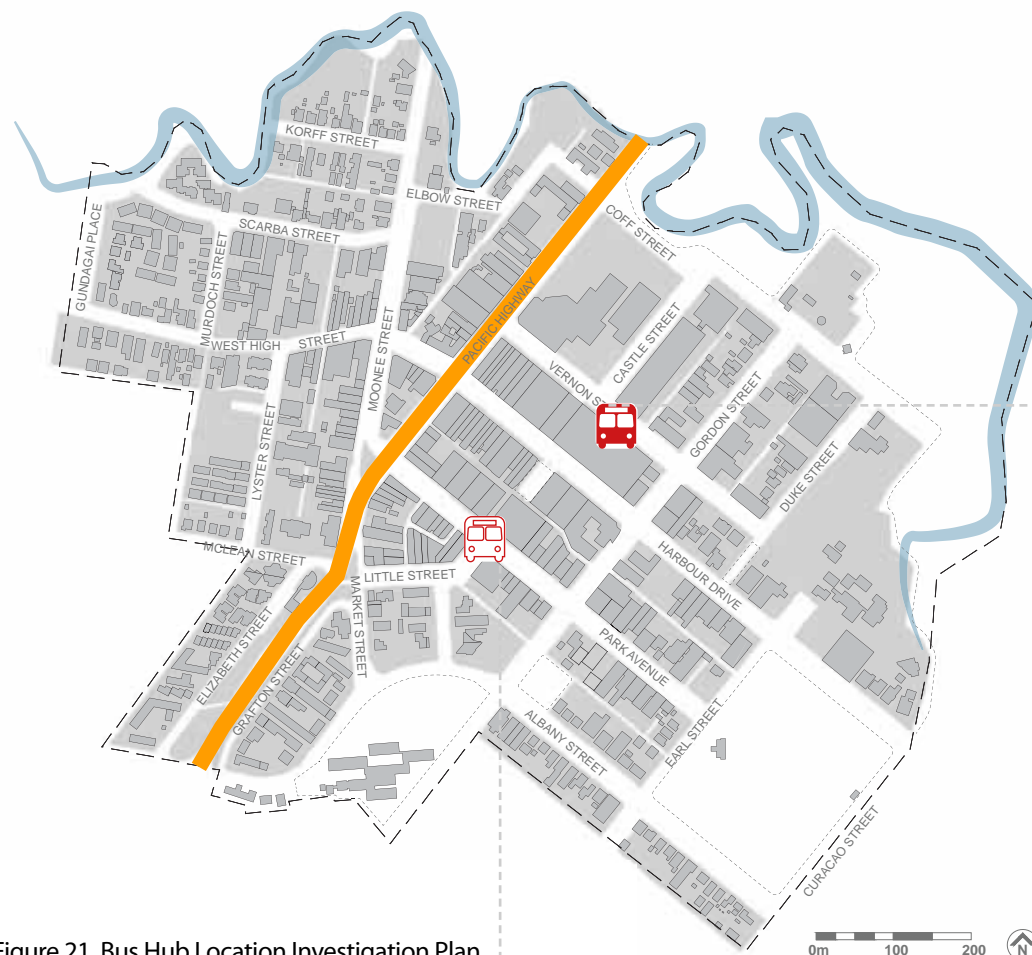 KORFF STREET
ELBOW STREET
COFF STREET
SCARBA STREET
GUNDAGAI PLACE
MURDOCH STREET
PACIFIC HIGHWAY
WEST HIGH STREET
MOONEE STREET
CASTLE STREET
VERNON
GORDON STREET
LYSTER STREET
DUKE STREET
MCLEAN STREET
LITTLE STREET
HARBOUR DRIVE
MARKET STREET
ELIZABETH STREET
GRAFTON STREET
PARK AVENUE
ALBANY STREET
EARL STREET
CURACAO STREET
Figure 21. Bus Hub Location Investigation Plan
0m 100 200
N